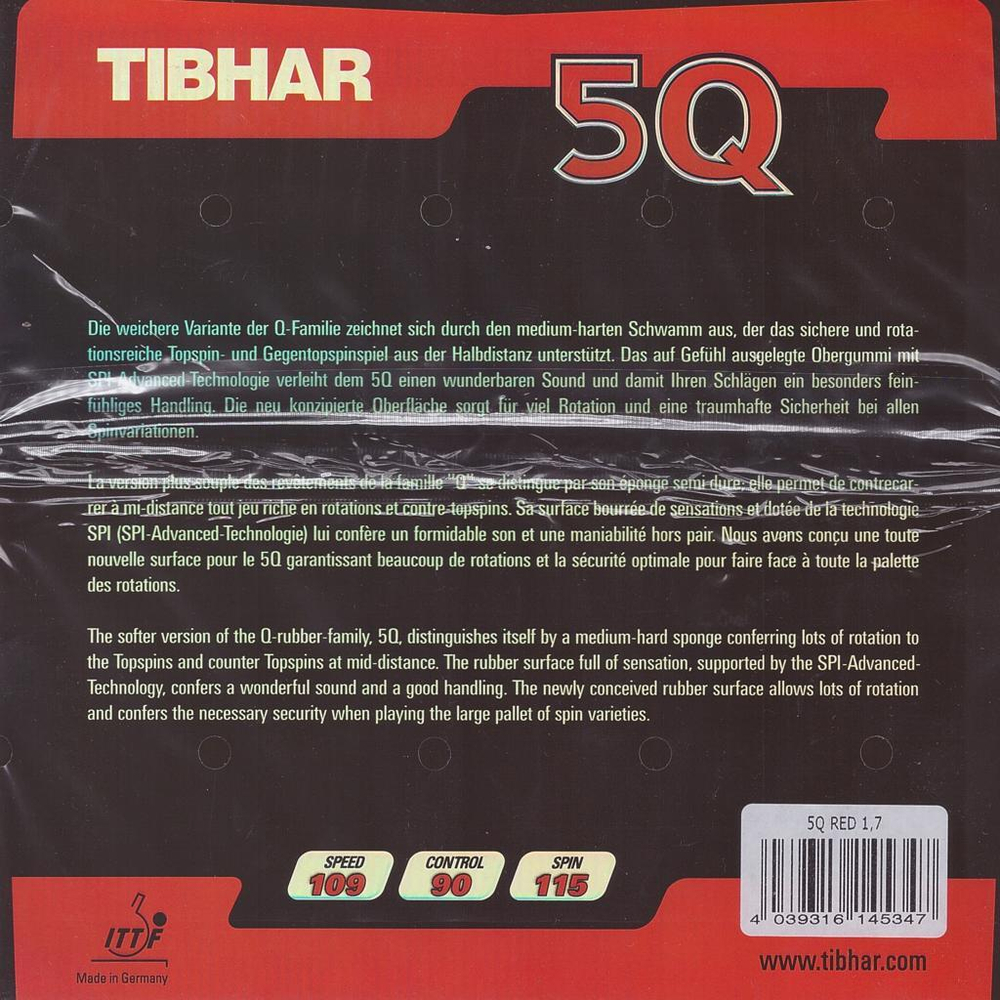 TIBHAR
5Q
Die weichere Variante der Q-Familie zeichnet sich durch den medium-harten Schwamm aus, der das sichere und rota-
tionsreiche Topspin- und Gegentopspinspiel aus der Halbdistanz unterstützt. Das auf Gefühl ausgelegte Obergummi mit
SPI-Advanced-Technologie verleiht dem 5Q einen wunderbaren Sound und damit Ihren Schlägen ein besonders fein-
fühliges Handling. Die neu konzipierte Oberfläche sorgt für viel Rotation und eine traumhafte Sicherheit bei allen
Spinvariationen.
La version plus souple des revêtements de la famille "Q" se distingue par son éponge semi dure; elle permet de contrecar-
rer à mi-distance tout jeu riche en rotations et contre-topspins. Sa surface bourrée de sensations et dotée de la technologie
SPI (SPI-Advanced-Technologie) lui confère un formidable son et une maniabilité hors pair. Nous avons conçu une toute
nouvelle surface pour le 5Q garantissant beaucoup de rotations et la sécurité optimale pour faire face à toute la palette
des rotations.
The softer version of the Q-rubber-family, 5Q, distinguishes itself by a medium-hard sponge conferring lots of rotation to
the Topspins and counter Topspins at mid-distance. The rubber surface full of sensation, supported by the SPI-Advanced-
Technology, confers a wonderful sound and a good handling. The newly conceived rubber surface allows lots of rotation
and confers the necessary security when playing the large pallet of spin varieties.
5Q RED 1,7
4 039316 145347
SPEED CONTROL SPIN
109 90 115
ITTF
Made in Germany
www.tibhar.com